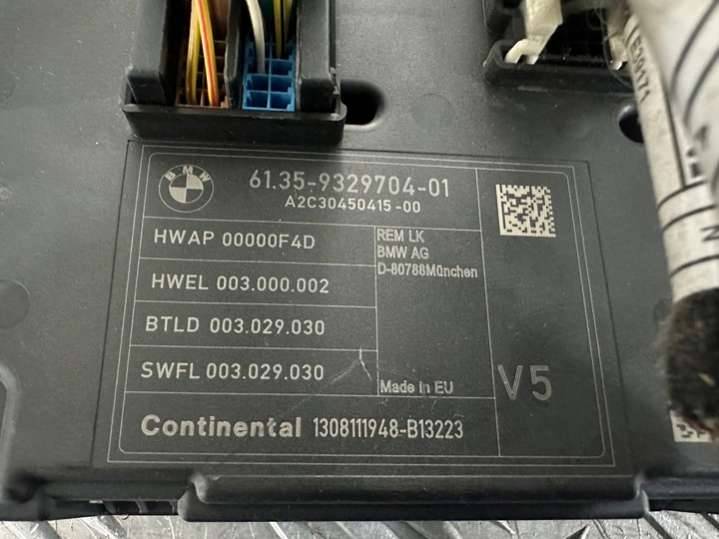 BMW
61.35-9329704-01
A2C30450415-00
HWAP 00000F4D
REM LK
BMW AG
D-80788München
HWEL 003.000.002
BTLD 003.029.030
SWFL 003.029.030
Made in EU
V5
Continental 1308111948-B13223